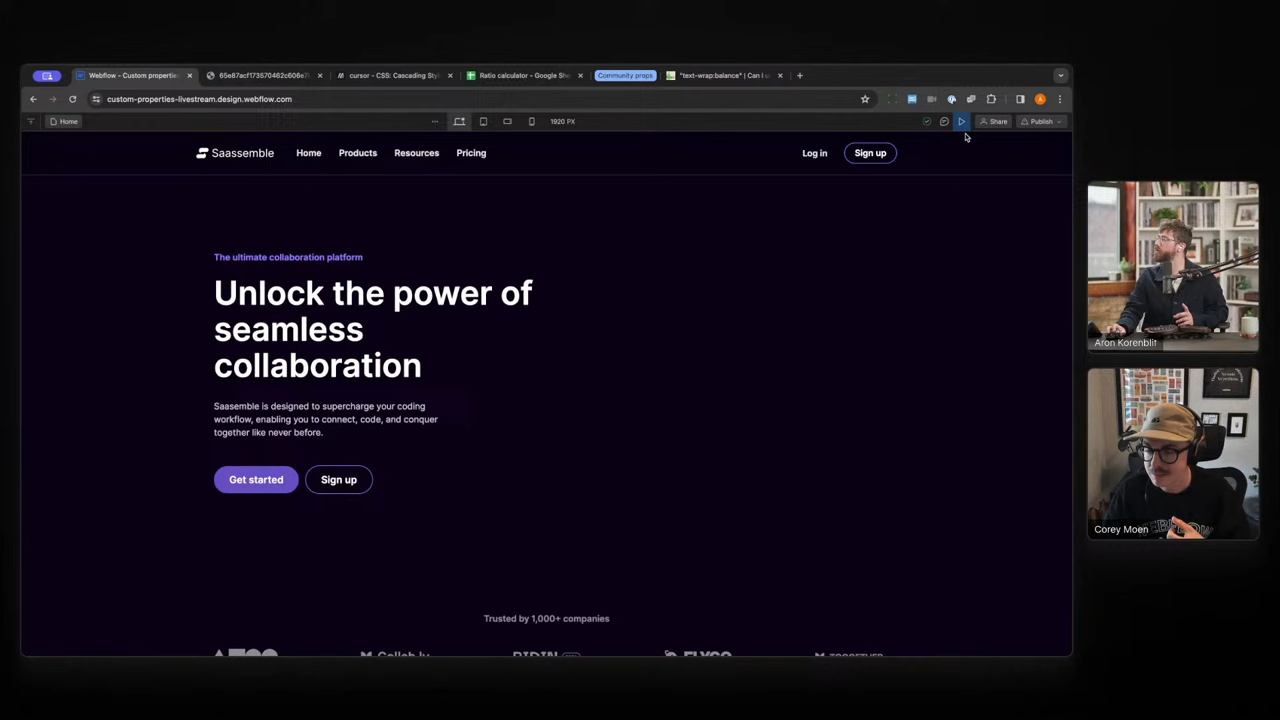 Webflow - Custom propertie
65e87acf173570462c606e7
cursor - CSS: Cascading Styl
Ratio calculator - Google She
Community props
"text-wrap:balance" | Can I u
custom-properties-livestream.design.webflow.com
Home
1920 PX
Share
Publish
Saassemble
Home
Products
Resources
Pricing
Log in
Sign up
The ultimate collaboration platform
Unlock the power of
seamless
collaboration
Saasemble is designed to supercharge your coding
workflow, enabling you to connect, code, and conquer
together like never before.
Get started
Sign up
Trusted by 1,000+ companies
Aron Korenblit
Corey Moen